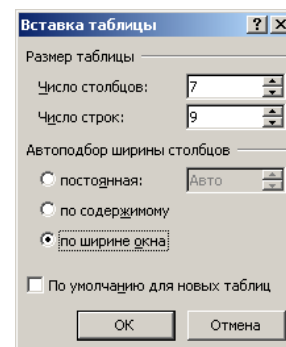 Вставка таблицы
Размер таблицы
Число столбцов: 7
Число строк: 9
Автоподбор ширины столбцов
постоянная: Авто
по содержимому
по ширине окна
По умолчанию для новых таблиц
ОК Отмена